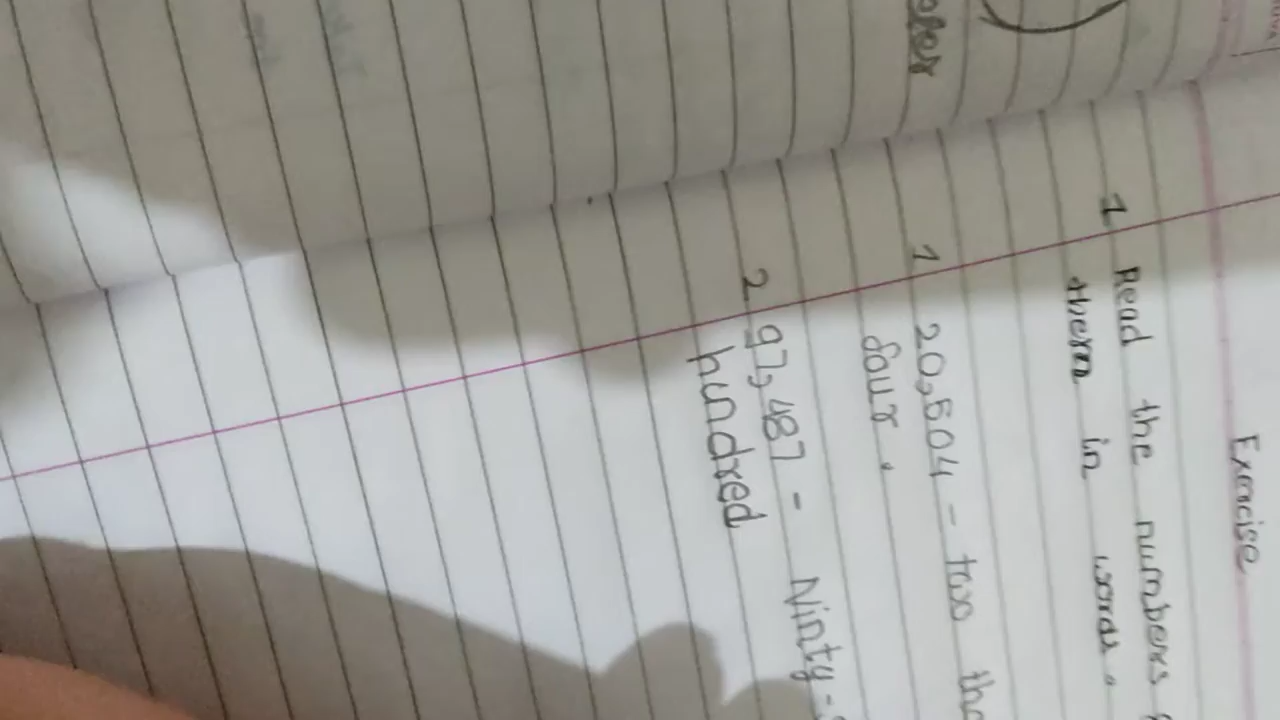 Exercise
1 Read the numbers
them in words.
1 20,504 - two
four.
2 97,487 - Ninty-
hundred